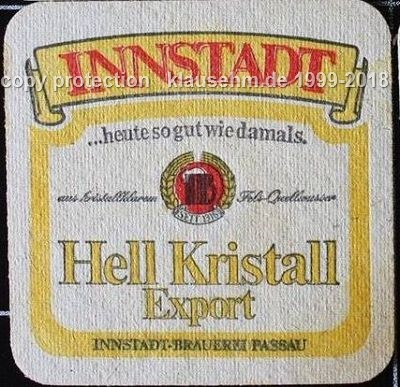 INNSTADT
copy protection klausehm.de 1999-2018
...heute so gut wie damals.
aus kristallklarem Fels-Quellwasser
Hell Kristall
Export
INNSTADT-BRAUEREI PASSAU